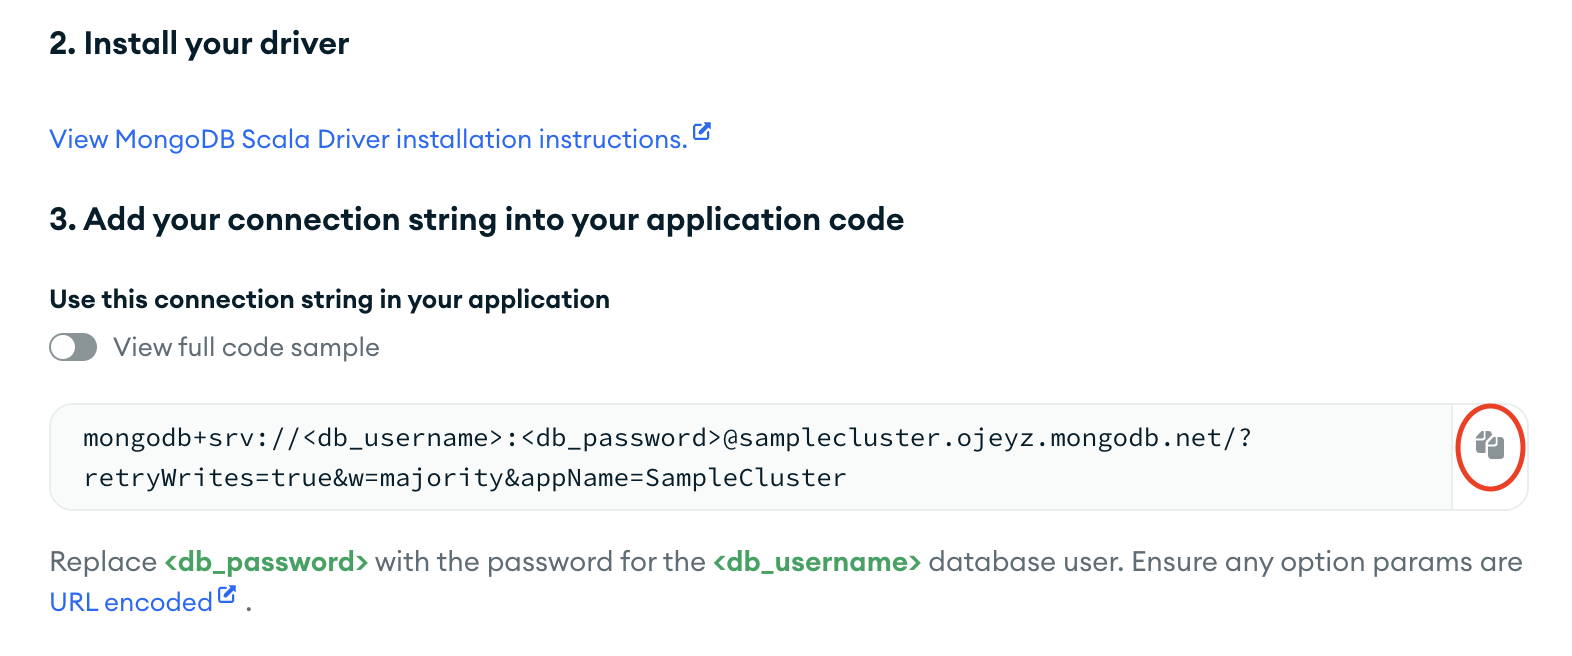 2. Install your driver
View MongoDB Scala Driver installation instructions.
3. Add your connection string into your application code
Use this connection string in your application
View full code sample
mongodb+srv://<db_username>:<db_password>@samplecluster.ojeyz.mongodb.net/?
retryWrites=true&w=majority&appName=SampleCluster
Replace <db_password> with the password for the <db_username> database user. Ensure any option params are
URL encoded .